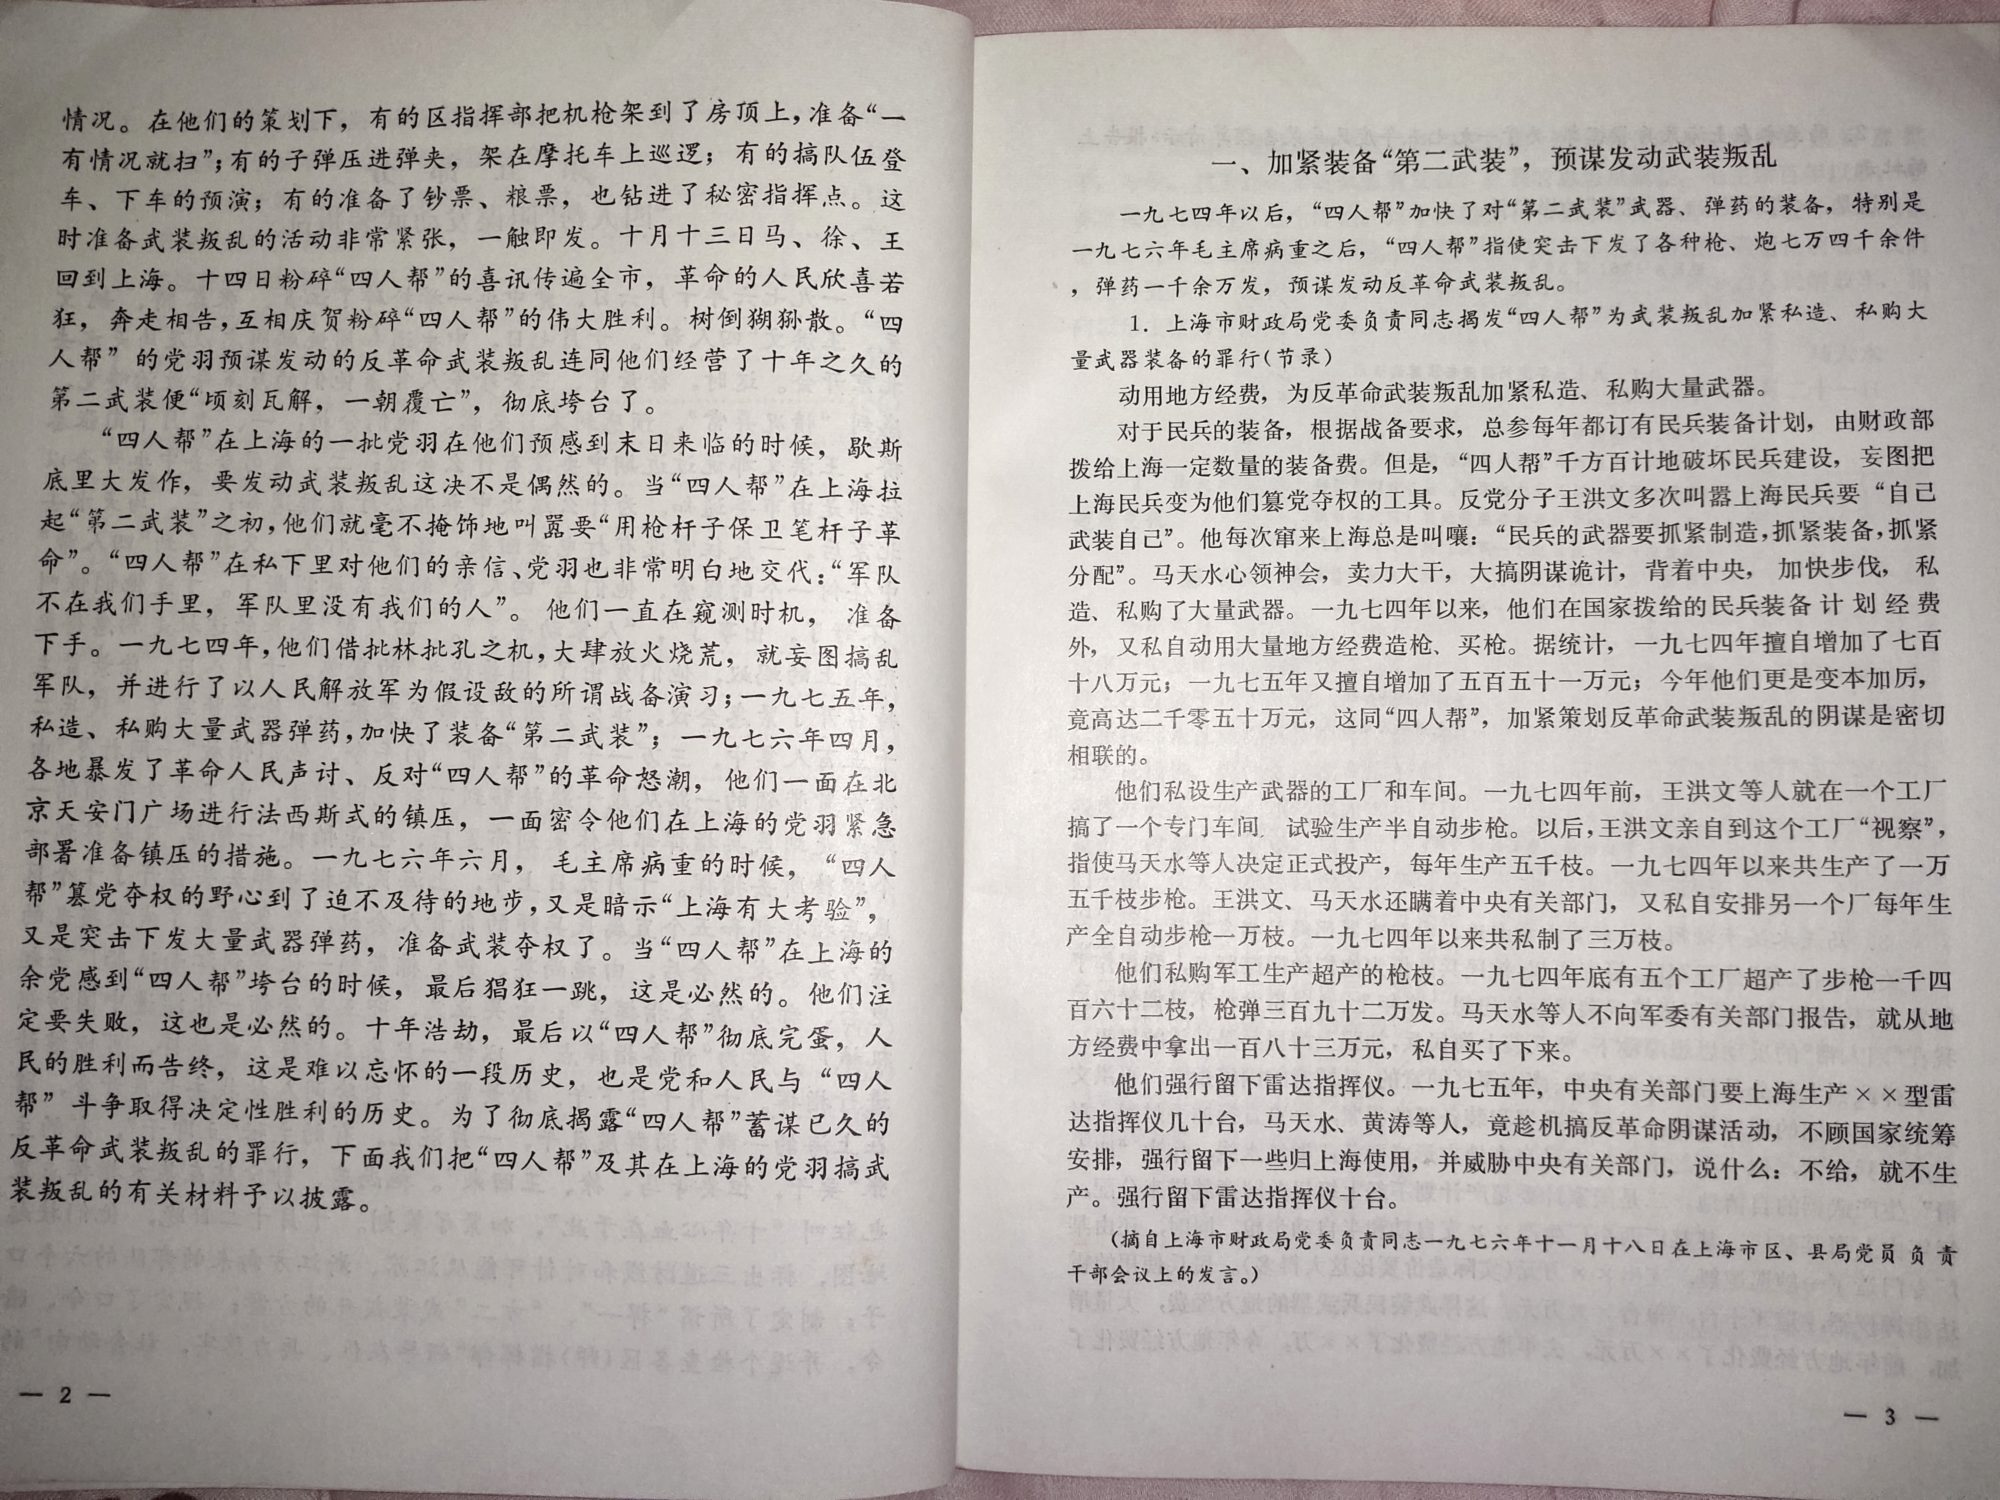 情况。在他们的策划下，有的区指挥部把机枪架到了房顶上，准备“一
有情况就扫”；有的子弹压进弹夹，架在摩托车上巡逻；有的搞队伍登
车、下车的预演；有的准备了钞票、粮票，也钻进了秘密指挥点。这
时准备武装叛乱的活动非常紧张，一触即发。十月十三日马、徐、王
回到上海。十四日粉碎“四人帮”的喜讯传遍全市，革命的人民欣喜若
狂，奔走相告，互相庆贺粉碎“四人帮”的伟大胜利。树倒猢狲散。“四
人帮”的党羽预谋发动的反革命武装叛乱连同他们经营了十年之久的
第二武装便“顷刻瓦解，一朝覆亡”，彻底垮台了。
“四人帮”在上海的一批党羽在他们预感到末日来临的时候，歇斯
底里大发作，要发动武装叛乱这决不是偶然的。当“四人帮”在上海拉
起“第二武装”之初，他们就毫不掩饰地叫嚣要“用枪杆子保卫笔杆子革
命”。“四人帮”在私下里对他们的亲信、党羽也非常明白地交代：“军队
不在我们手里，军队里没有我们的人”。他们一直在窥测时机，准备
下手。一九七四年，他们借批林批孔之机，大肆放火烧荒，就妄图搞乱
军队，并进行了以人民解放军为假设敌的所谓战备演习；一九七五年，
私造、私购大量武器弹药，加快了装备“第二武装”；一九七六年四月，
各地暴发了革命人民声讨、反对“四人帮”的革命怒潮，他们一面在北
京天安门广场进行法西斯式的镇压，一面密令他们在上海的党羽紧急
部署准备镇压的措施。一九七六年六月，毛主席病重的时候，“四人
帮”篡党夺权的野心到了迫不及待的地步，又是暗示“上海有大考验”，
又是突击下发大量武器弹药，准备武装夺权了。当“四人帮”在上海的
余党感到“四人帮”垮台的时候，最后猖狂一跳，这是必然的。他们注
定要失败，这也是必然的。十年浩劫，最后以“四人帮”彻底完蛋，人
民的胜利而告终，这是难以忘怀的一段历史，也是党和人民与“四人
帮”斗争取得决定性胜利的历史。为了彻底揭露“四人帮”蓄谋已久的
反革命武装叛乱的罪行，下面我们把“四人帮”及其在上海的党羽搞武
装叛乱的有关材料予以披露。
— 2 —
一、加紧装备“第二武装”，预谋发动武装叛乱
一九七四年以后，“四人帮”加快了对“第二武装”武器、弹药的装备，特别是
一九七六年毛主席病重之后，“四人帮”指使突击下发了各种枪、炮七万四千余件
，弹药一千余万发，预谋发动反革命武装叛乱。
1．上海市财政局党委负责同志揭发“四人帮”为武装叛乱加紧私造、私购大
量武器装备的罪行（节录）
动用地方经费，为反革命武装叛乱加紧私造、私购大量武器。
对于民兵的装备，根据战备要求，总参每年都订有民兵装备计划，由财政部
拨给上海一定数量的装备费。但是，“四人帮”千方百计地破坏民兵建设，妄图把
上海民兵变为他们篡党夺权的工具。反党分子王洪文多次叫嚣上海民兵要“自己
武装自己”。他每次窜来上海总是叫嚷：“民兵的武器要抓紧制造，抓紧装备，抓紧
分配”。马天水心领神会，卖力大干，大搞阴谋诡计，背着中央，加快步伐，私
造、私购了大量武器。一九七四年以来，他们在国家拨给的民兵装备计划经费
外，又私自动用大量地方经费造枪、买枪。据统计，一九七四年擅自增加了七百
十八万元；一九七五年又擅自增加了五百五十一万元；今年他们更是变本加厉，
竟高达二千零五十万元，这同“四人帮”，加紧策划反革命武装叛乱的阴谋是密切
相联的。
他们私设生产武器的工厂和车间。一九七四年前，王洪文等人就在一个工厂
搞了一个专门车间．试验生产半自动步枪。以后，王洪文亲自到这个工厂“视察”，
指使马天水等人决定正式投产，每年生产五千枝。一九七四年以来共生产了一万
五千枝步枪。王洪文、马天水还瞒着中央有关部门，又私自安排另一个厂每年生
产全自动步枪一万枝。一九七四年以来共私制了三万枝。
他们私购军工生产超产的枪枝。一九七四年底有五个工厂超产了步枪一千四
百六十二枝，枪弹三百九十二万发。马天水等人不向军委有关部门报告，就从地
方经费中拿出一百八十三万元，私自买了下来。
他们强行留下雷达指挥仪。一九七五年，中央有关部门要上海生产××型雷
达指挥仪几十台，马天水、黄涛等人，竟趁机搞反革命阴谋活动，不顾国家统筹
安排，强行留下一些归上海使用，并威胁中央有关部门，说什么：不给，就不生
产。强行留下雷达指挥仪十台。
（摘自上海市财政局党委负责同志一九七六年十一月十八日在上海市区、县局党员负责
干部会议上的发言。）
— 3 —